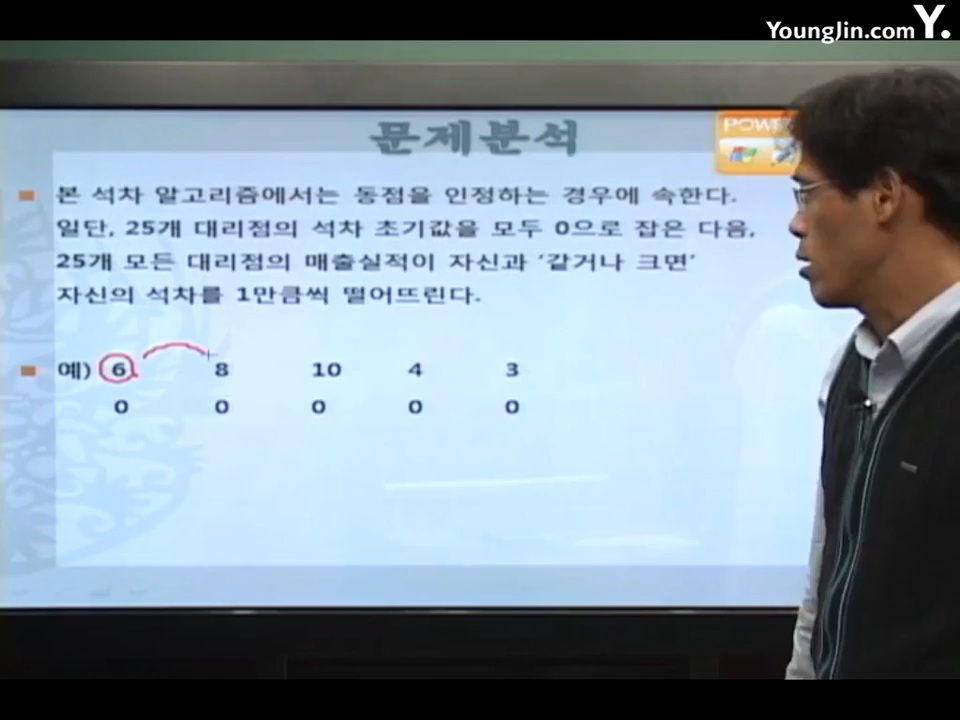 YoungJin.com Y.
문제분석
본 석차 알고리즘에서는 동점을 인정하는 경우에 속한다.
일단, 25개 대리점의 석차 초기값을 모두 0으로 잡은 다음,
25개 모든 대리점의 매출실적이 자신과 '같거나 크면'
자신의 석차를 1만큼씩 떨어뜨린다.
예) 6 8 10 4 3
0 0 0 0 0